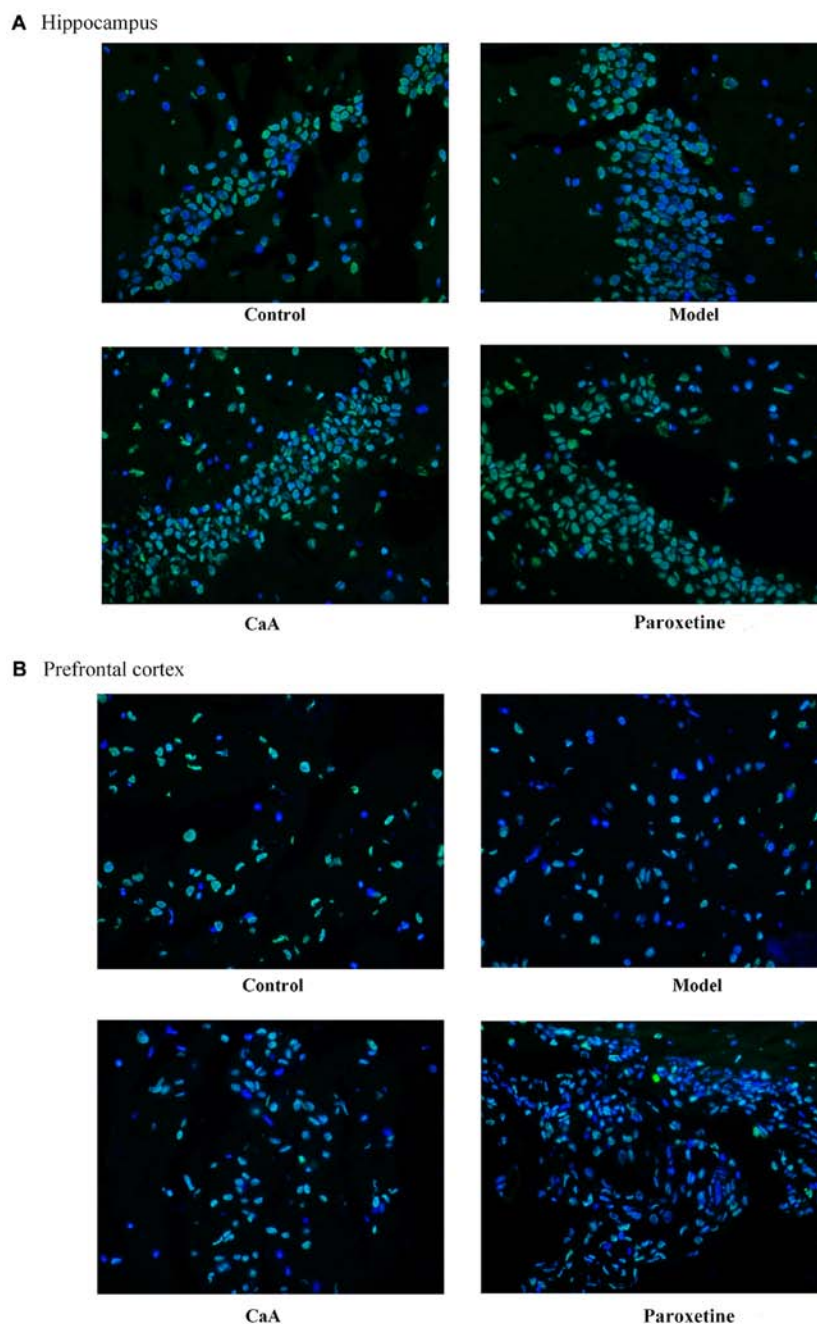 A Hippocampus
Control
Model
CaA
Paroxetine
B Prefrontal cortex
Control
Model
CaA
Paroxetine